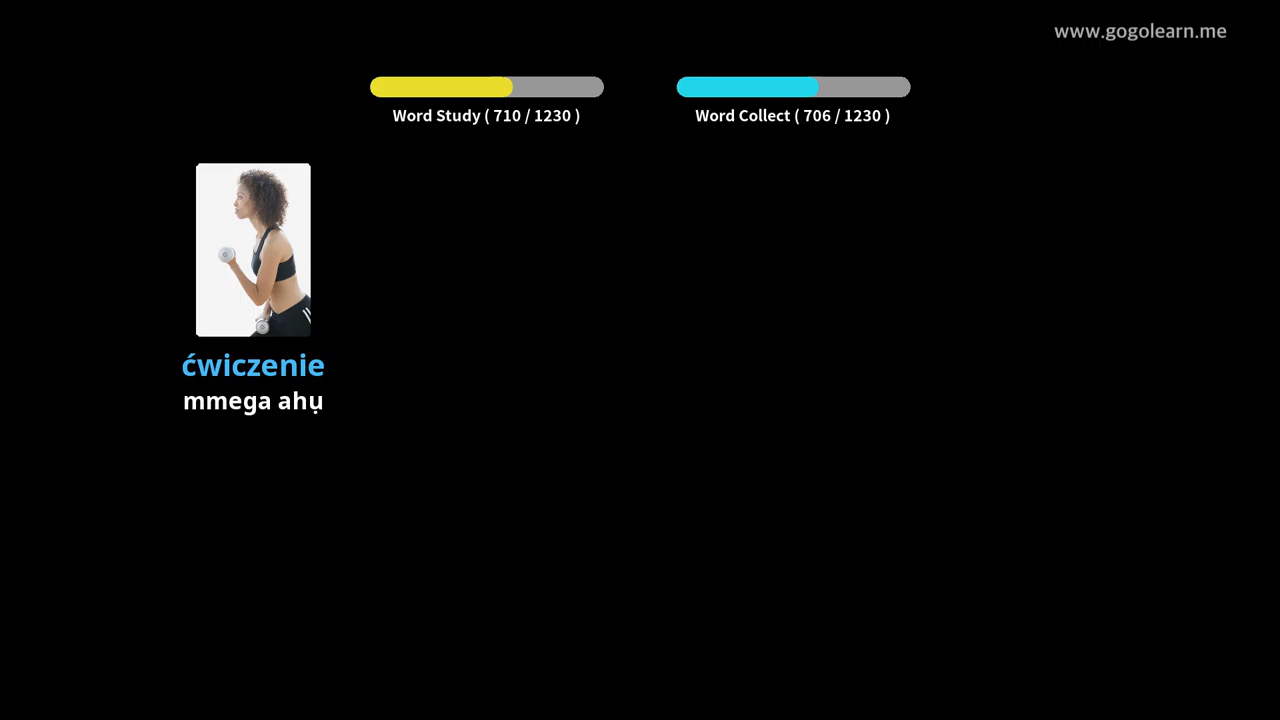 www.gogolearn.me
Word Study ( 710 / 1230 )
Word Collect ( 706 / 1230 )
ćwiczenie
mmega ahụ